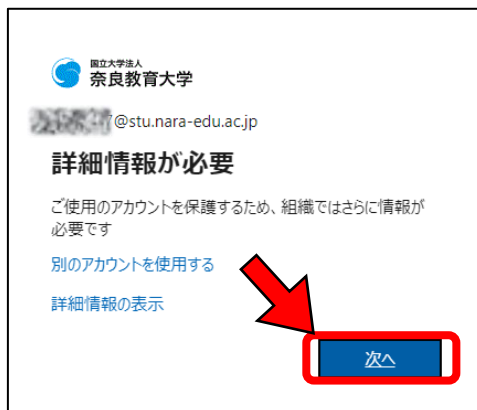 国立大学法人
奈良教育大学
@stu.nara-edu.ac.jp
詳細情報が必要
ご使用のアカウントを保護するため、組織ではさらに情報が
必要です
別のアカウントを使用する
詳細情報の表示
次へ